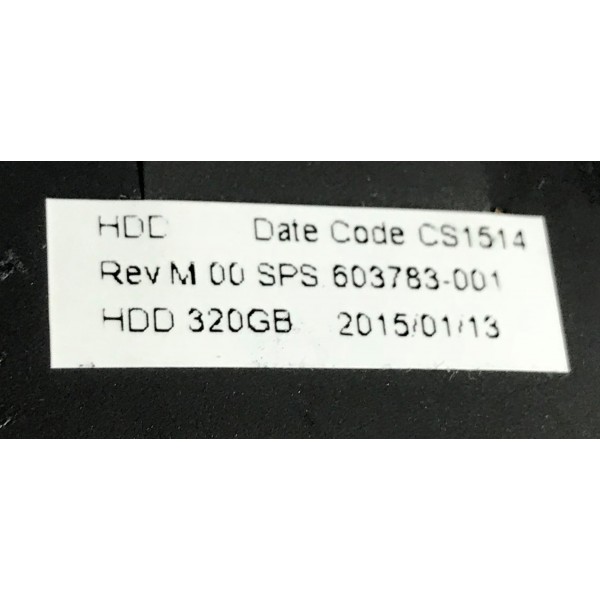 HDD Date Code CS1514
Rev M 00 SPS 603783-001
HDD 320GB 2015/01/13